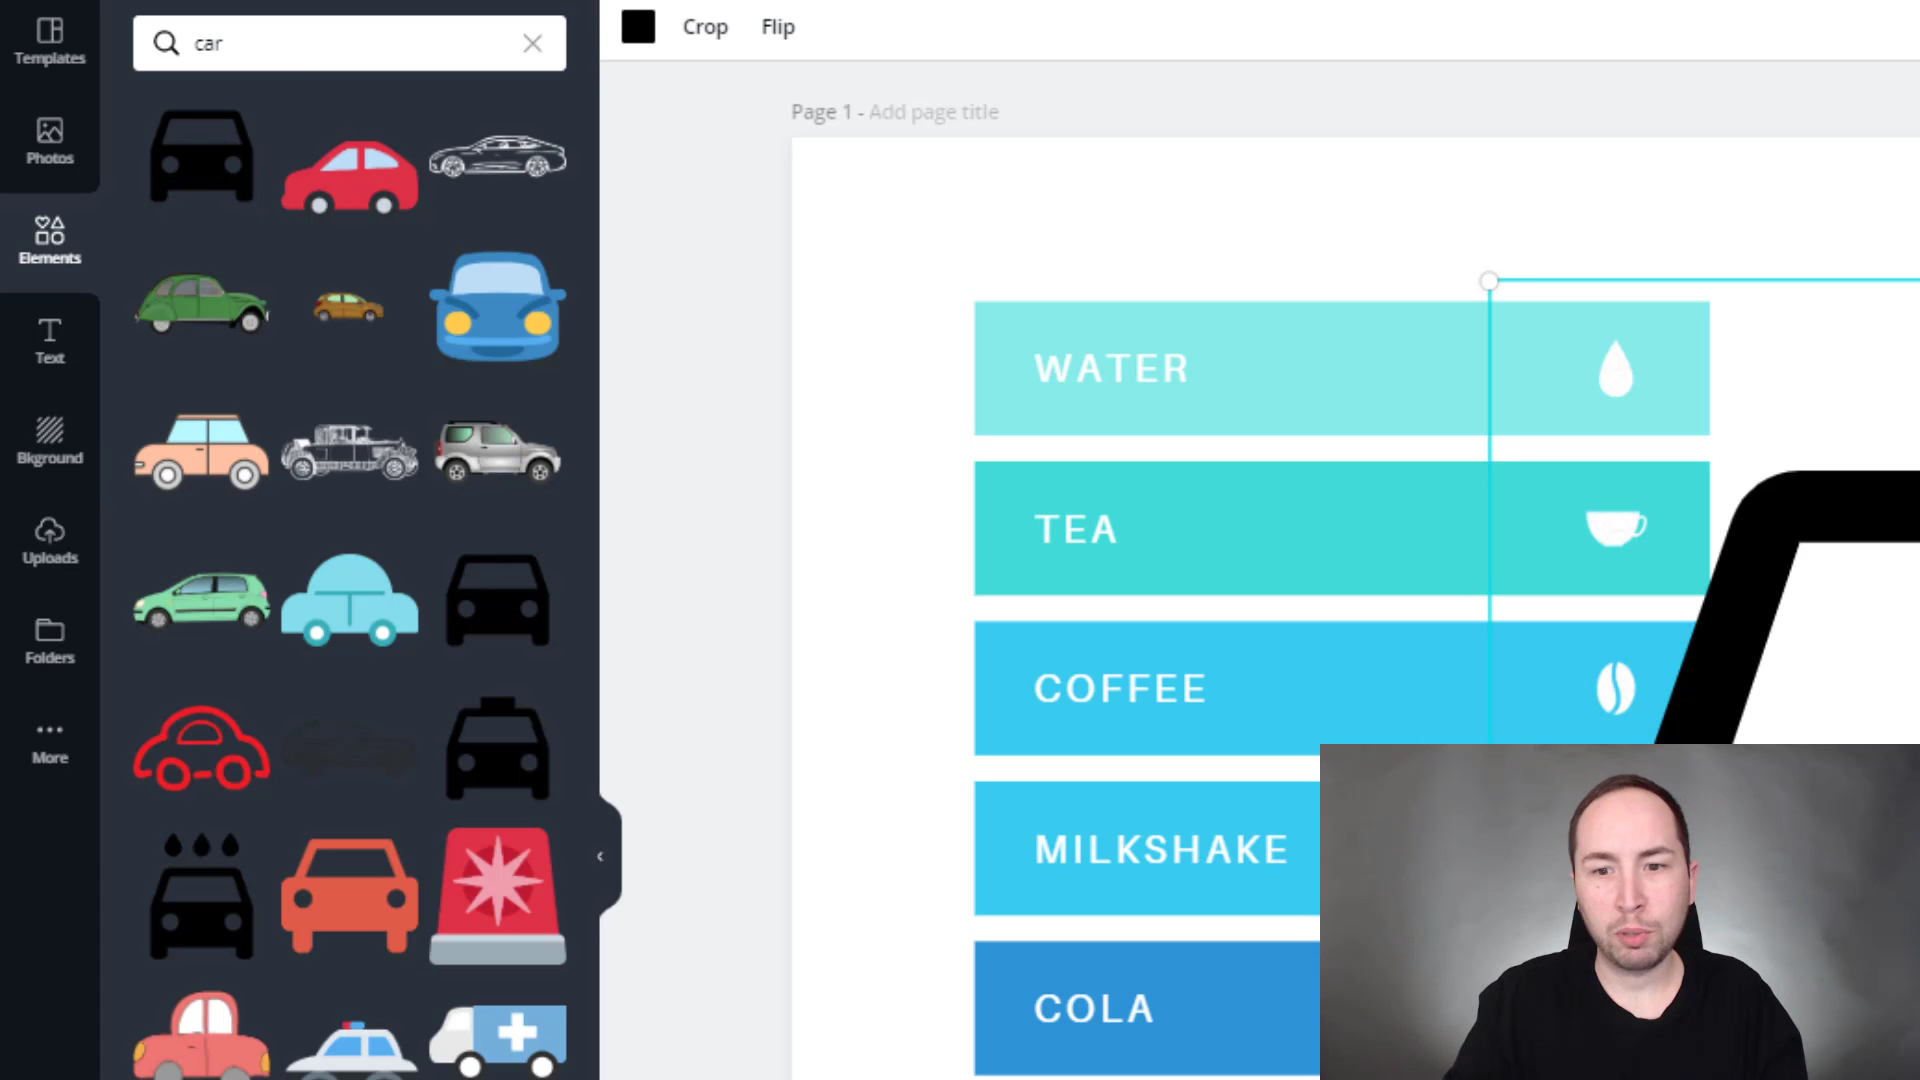 Templates
Photos
Elements
Text
Bkground
Uploads
Folders
More
car
Crop Flip
Page 1 - Add page title
WATER
TEA
COFFEE
MILKSHAKE
COLA